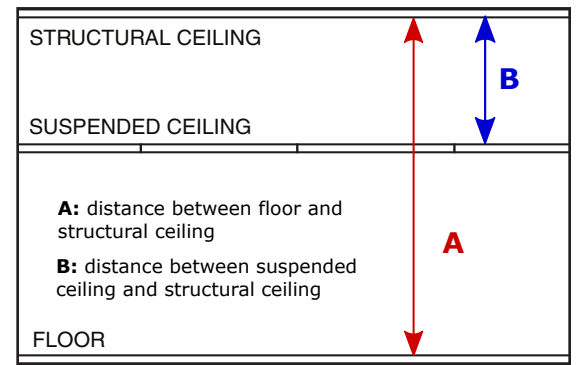 STRUCTURAL CEILING
B
SUSPENDED CEILING
A: distance between floor and
structural ceiling
A
B: distance between suspended
ceiling and structural ceiling
FLOOR